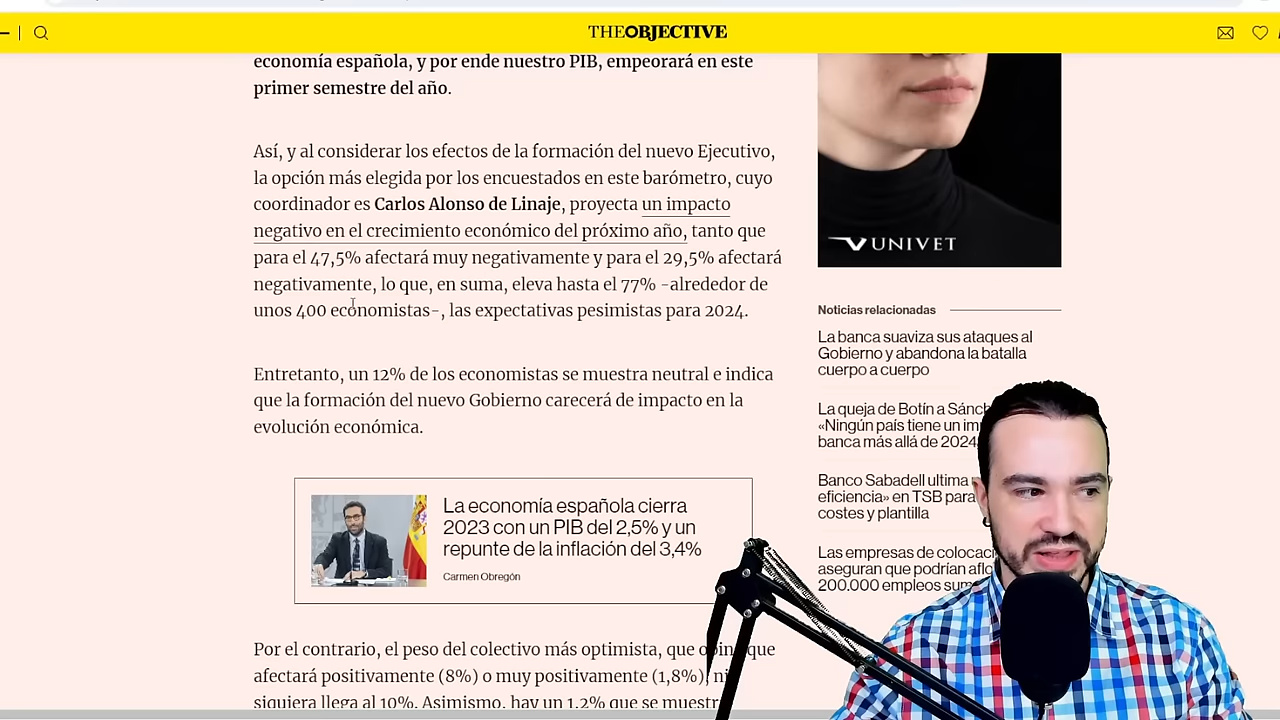 THEOBJECTIVE
economía española, y por ende nuestro PIB, empeorará en este
primer semestre del año.
Así, y al considerar los efectos de la formación del nuevo Ejecutivo,
la opción más elegida por los encuestados en este barómetro, cuyo
coordinador es Carlos Alonso de Linaje, proyecta un impacto
negativo en el crecimiento económico del próximo año, tanto que
para el 47,5% afectará muy negativamente y para el 29,5% afectará
negativamente, lo que, en suma, eleva hasta el 77% -alrededor de
unos 400 economistas-, las expectativas pesimistas para 2024.
Entretanto, un 12% de los economistas se muestra neutral e indica
que la formación del nuevo Gobierno carecerá de impacto en la
evolución económica.
La economía española cierra
2023 con un PIB del 2,5% y un
repunte de la inflación del 3,4%
Carmen Obregón
Por el contrario, el peso del colectivo más optimista, que opina que
afectará positivamente (8%) o muy positivamente (1,8%), ni
siquiera llega al 10%. Asimismo, hay un 1,2% que se
UNIVET
Noticias relacionadas
La banca suaviza sus ataques al
Gobierno y abandona la batalla
cuerpo a cuerpo
La queja de Botín a
«Ningún país tiene un
banca más allá de 2024
Banco Sabadell ultima
eficiencia» en TSB para
costes y plantilla
Las empresas de
aseguran que podrían
200.000 empleos